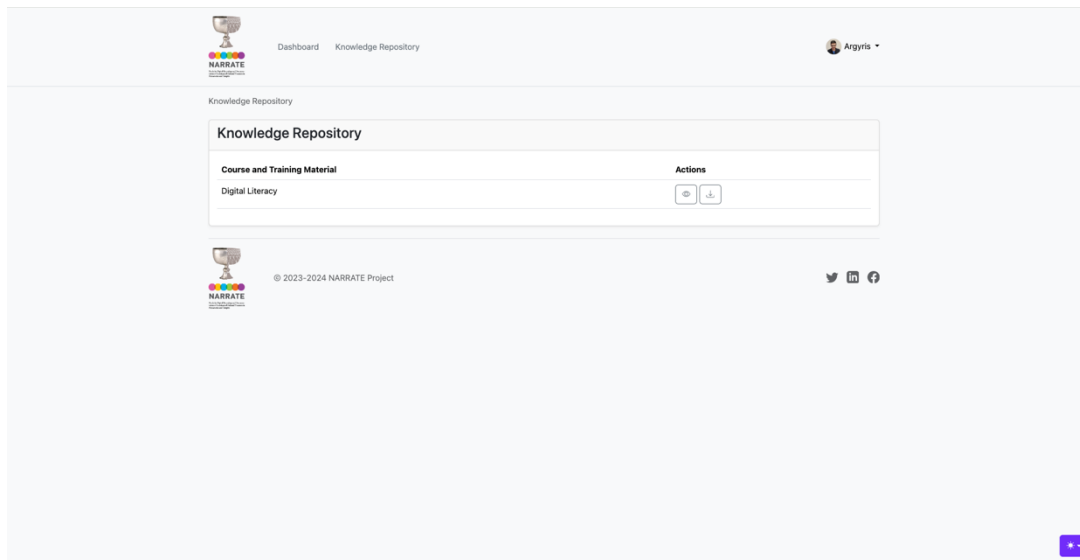 NARRATE
Dashboard Knowledge Repository
Argyris
Knowledge Repository
Knowledge Repository
Course and Training Material Actions
Digital Literacy
NARRATE
© 2023-2024 NARRATE Project